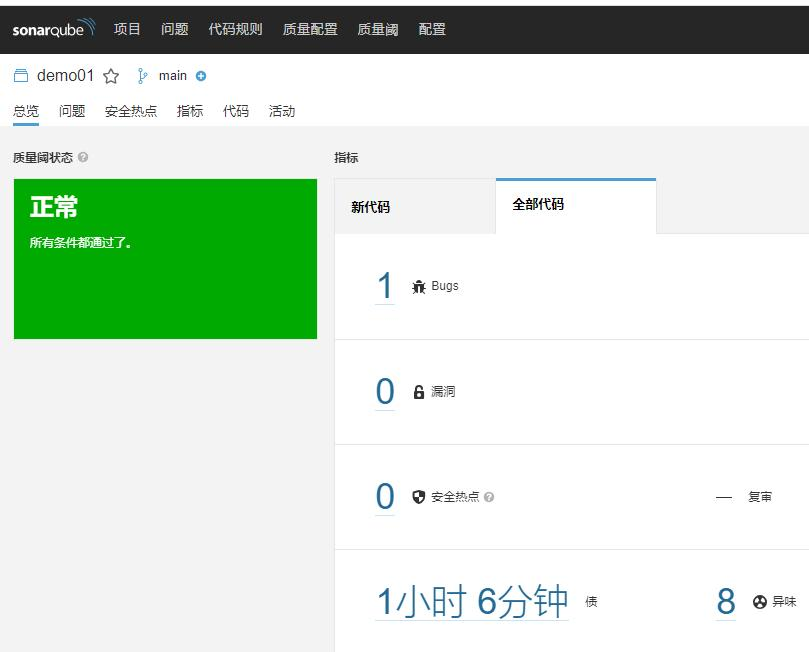 sonarqube 项目 问题 代码规则 质量配置 质量阈 配置
demo01 main
总览 问题 安全热点 指标 代码 活动
质量阈状态 ?
指标
正常
所有条件都通过了。
新代码 全部代码
1 Bugs
0 漏洞
0 安全热点 ? — 复审
1小时 6分钟 债 8 异味